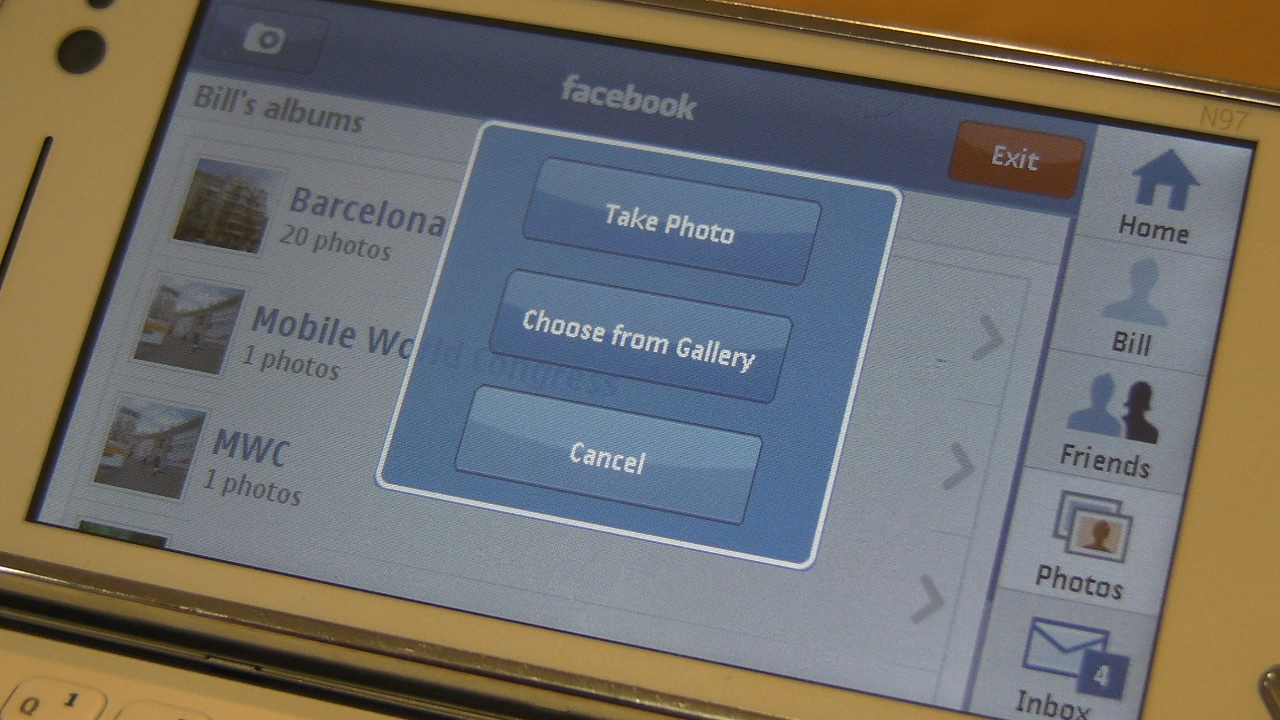 N97
facebook
Exit
Bill's albums
Barcelona
20 photos
Mobile World Congress
1 photos
MWC
1 photos
Take Photo
Choose from Gallery
Cancel
Home
Bill
Friends
Photos
4
Inbox
Q 1